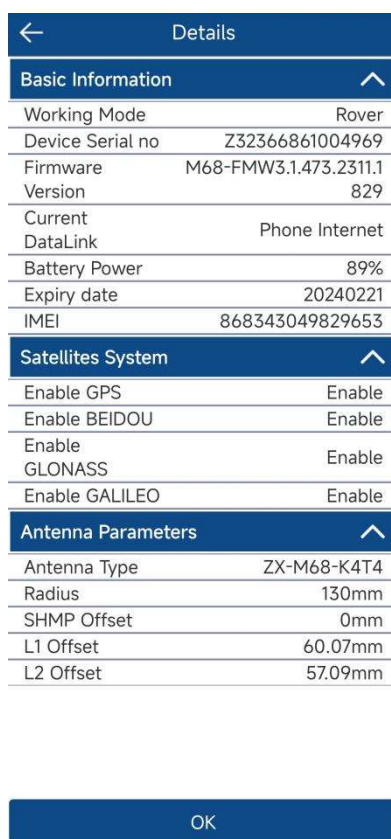 Details
Basic Information
Working Mode Rover
Device Serial no Z32366861004969
Firmware Version M68-FMW3.1.473.2311.1829
Current DataLink Phone Internet
Battery Power 89%
Expiry date 20240221
IMEI 868343049829653
Satellites System
Enable GPS Enable
Enable BEIDOU Enable
Enable GLONASS Enable
Enable GALILEO Enable
Antenna Parameters
Antenna Type ZX-M68-K4T4
Radius 130mm
SHMP Offset 0mm
L1 Offset 60.07mm
L2 Offset 57.09mm
OK